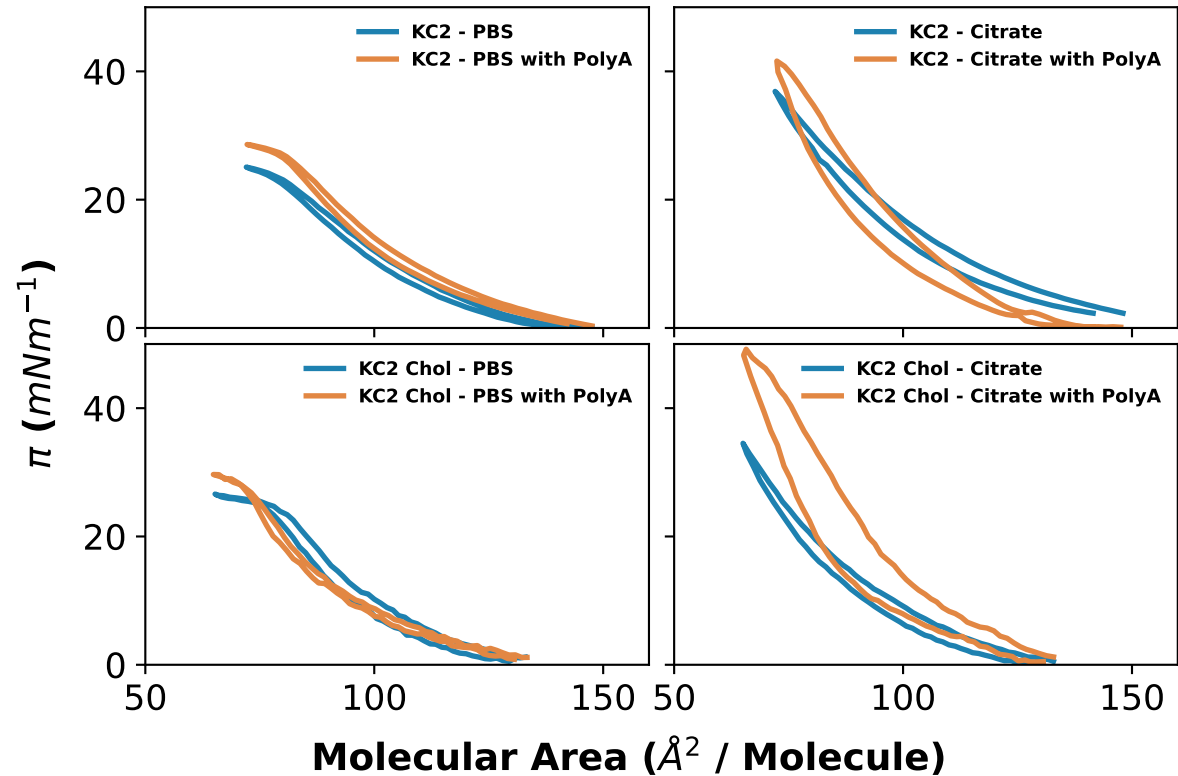 KC2 - PBS
KC2 - PBS with PolyA
KC2 - Citrate
KC2 - Citrate with PolyA
40
20
0
π (mNm⁻¹)
KC2 Chol - PBS
KC2 Chol - PBS with PolyA
KC2 Chol - Citrate
KC2 Chol - Citrate with PolyA
40
20
0
50
100
150
50
100
150
Molecular Area (Å² / Molecule)